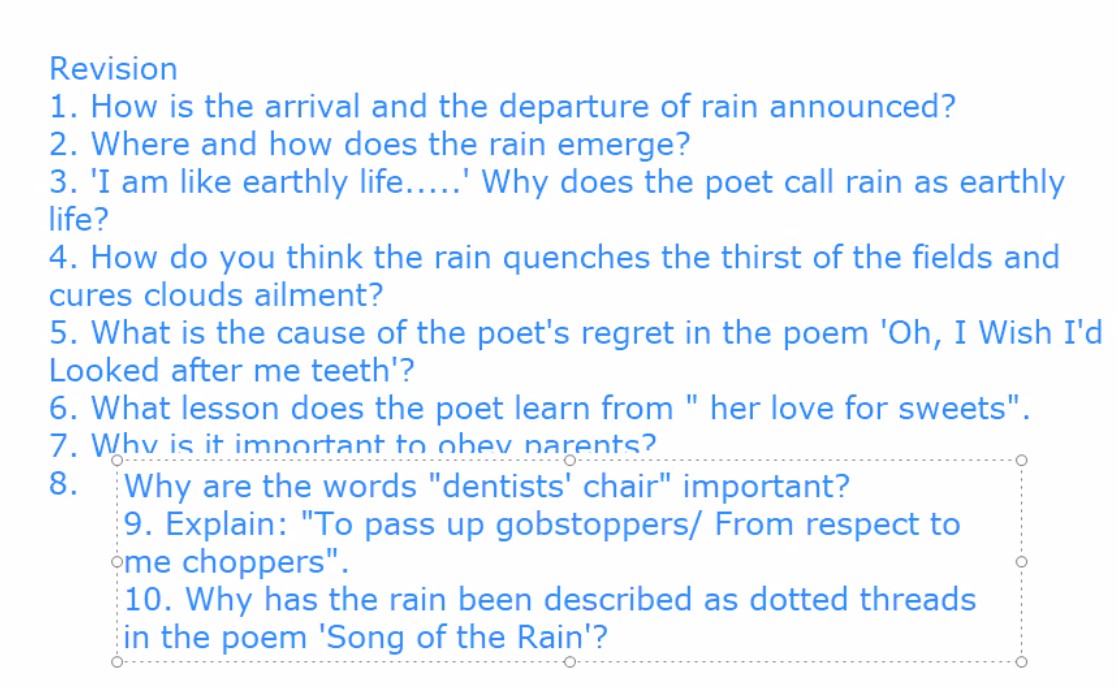 Revision
1. How is the arrival and the departure of rain announced?
2. Where and how does the rain emerge?
3. 'I am like earthly life.....' Why does the poet call rain as earthly
life?
4. How do you think the rain quenches the thirst of the fields and
cures clouds ailment?
5. What is the cause of the poet's regret in the poem 'Oh, I Wish I'd
Looked after me teeth'?
6. What lesson does the poet learn from " her love for sweets".
7. Why is it important to obey parents?
8. Why are the words "dentists' chair" important?
9. Explain: "To pass up gobstoppers/ From respect to
me choppers".
10. Why has the rain been described as dotted threads
in the poem 'Song of the Rain'?